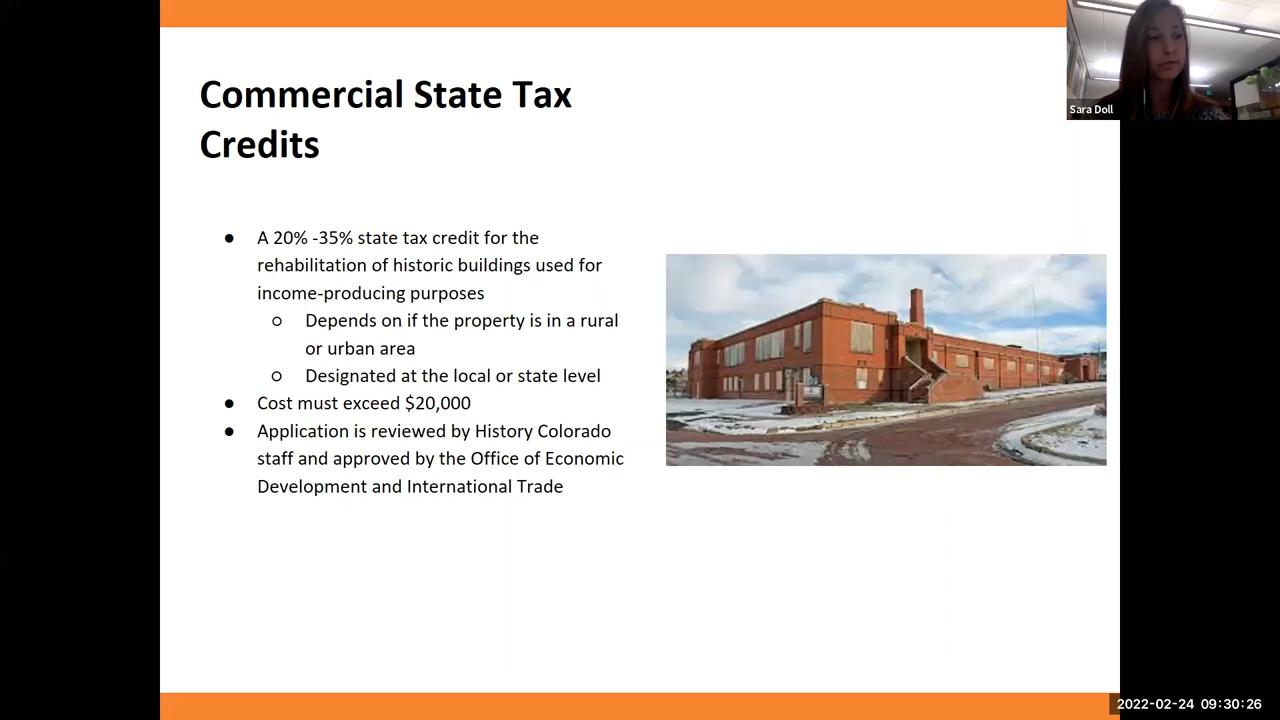 Commercial State Tax
Credits
● A 20% -35% state tax credit for the
rehabilitation of historic buildings used for
income-producing purposes
○ Depends on if the property is in a rural
or urban area
○ Designated at the local or state level
● Cost must exceed $20,000
● Application is reviewed by History Colorado
staff and approved by the Office of Economic
Development and International Trade
Sara Doll
2022-02-24 09:30:26